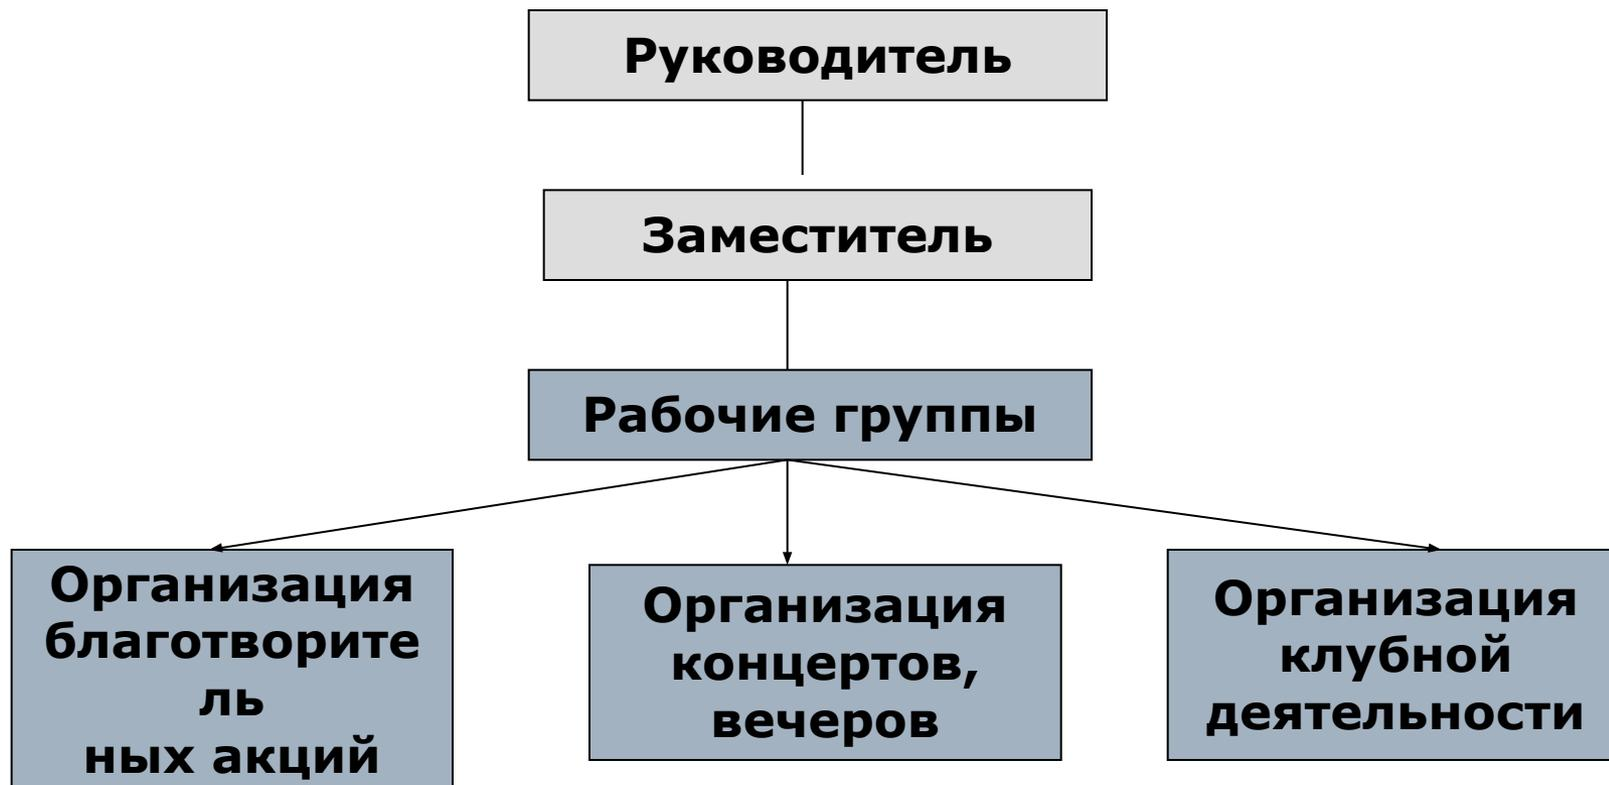 Руководитель
Заместитель
Рабочие группы
Организация
благотворите
ль
ных акций
Организация
концертов,
вечеров
Организация
клубной
деятельности